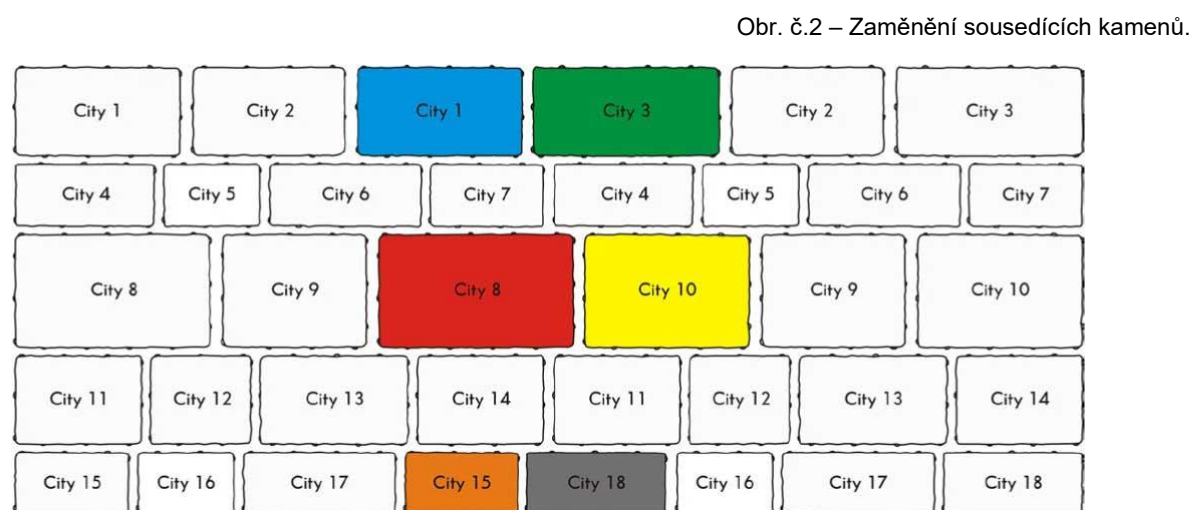 Obr. č.2 – Zaměnění sousedících kamenů.
City 1 City 2 City 1 City 3 City 2 City 3
City 4 City 5 City 6 City 7 City 4 City 5 City 6 City 7
City 8 City 9 City 8 City 10 City 9 City 10
City 11 City 12 City 13 City 14 City 11 City 12 City 13 City 14
City 15 City 16 City 17 City 15 City 18 City 16 City 17 City 18